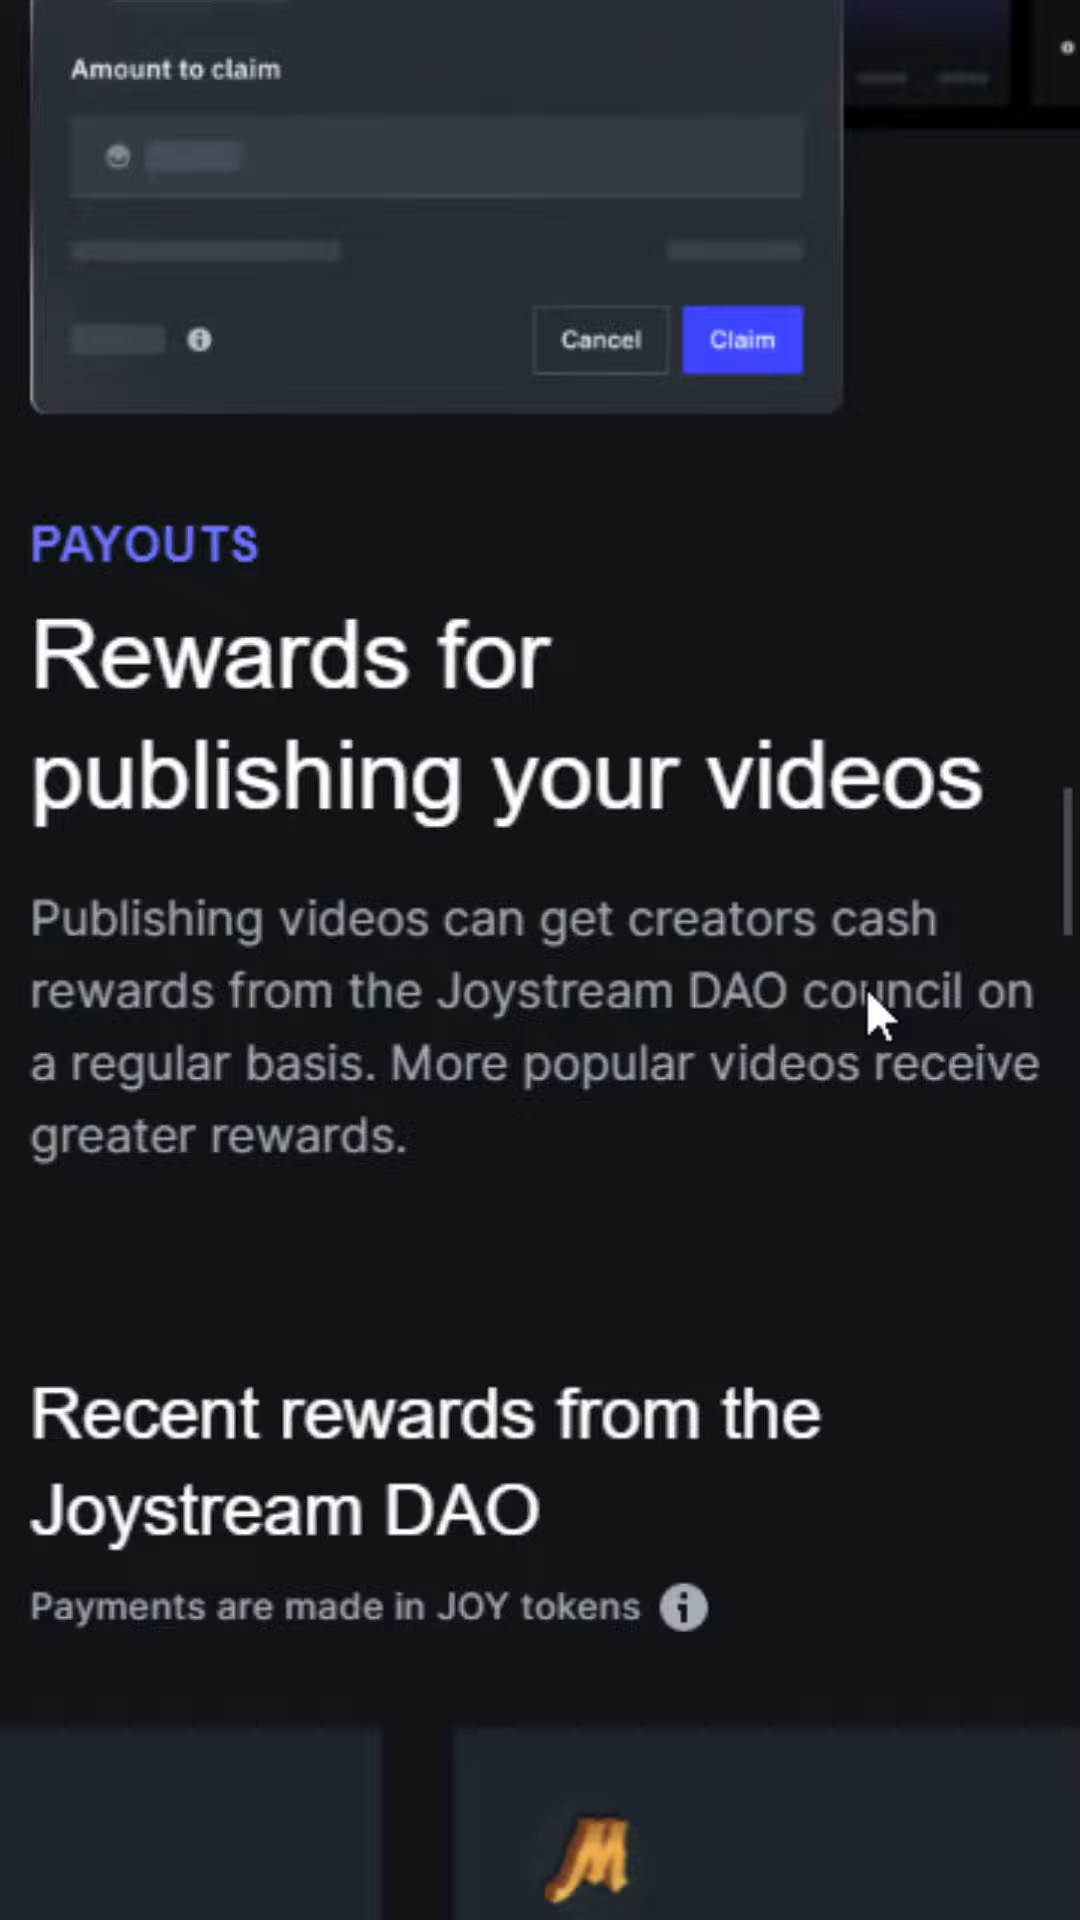 Amount to claim
Cancel
Claim
PAYOUTS
Rewards for
publishing your videos
Publishing videos can get creators cash
rewards from the Joystream DAO council on
a regular basis. More popular videos receive
greater rewards.
Recent rewards from the
Joystream DAO
Payments are made in JOY tokens
M